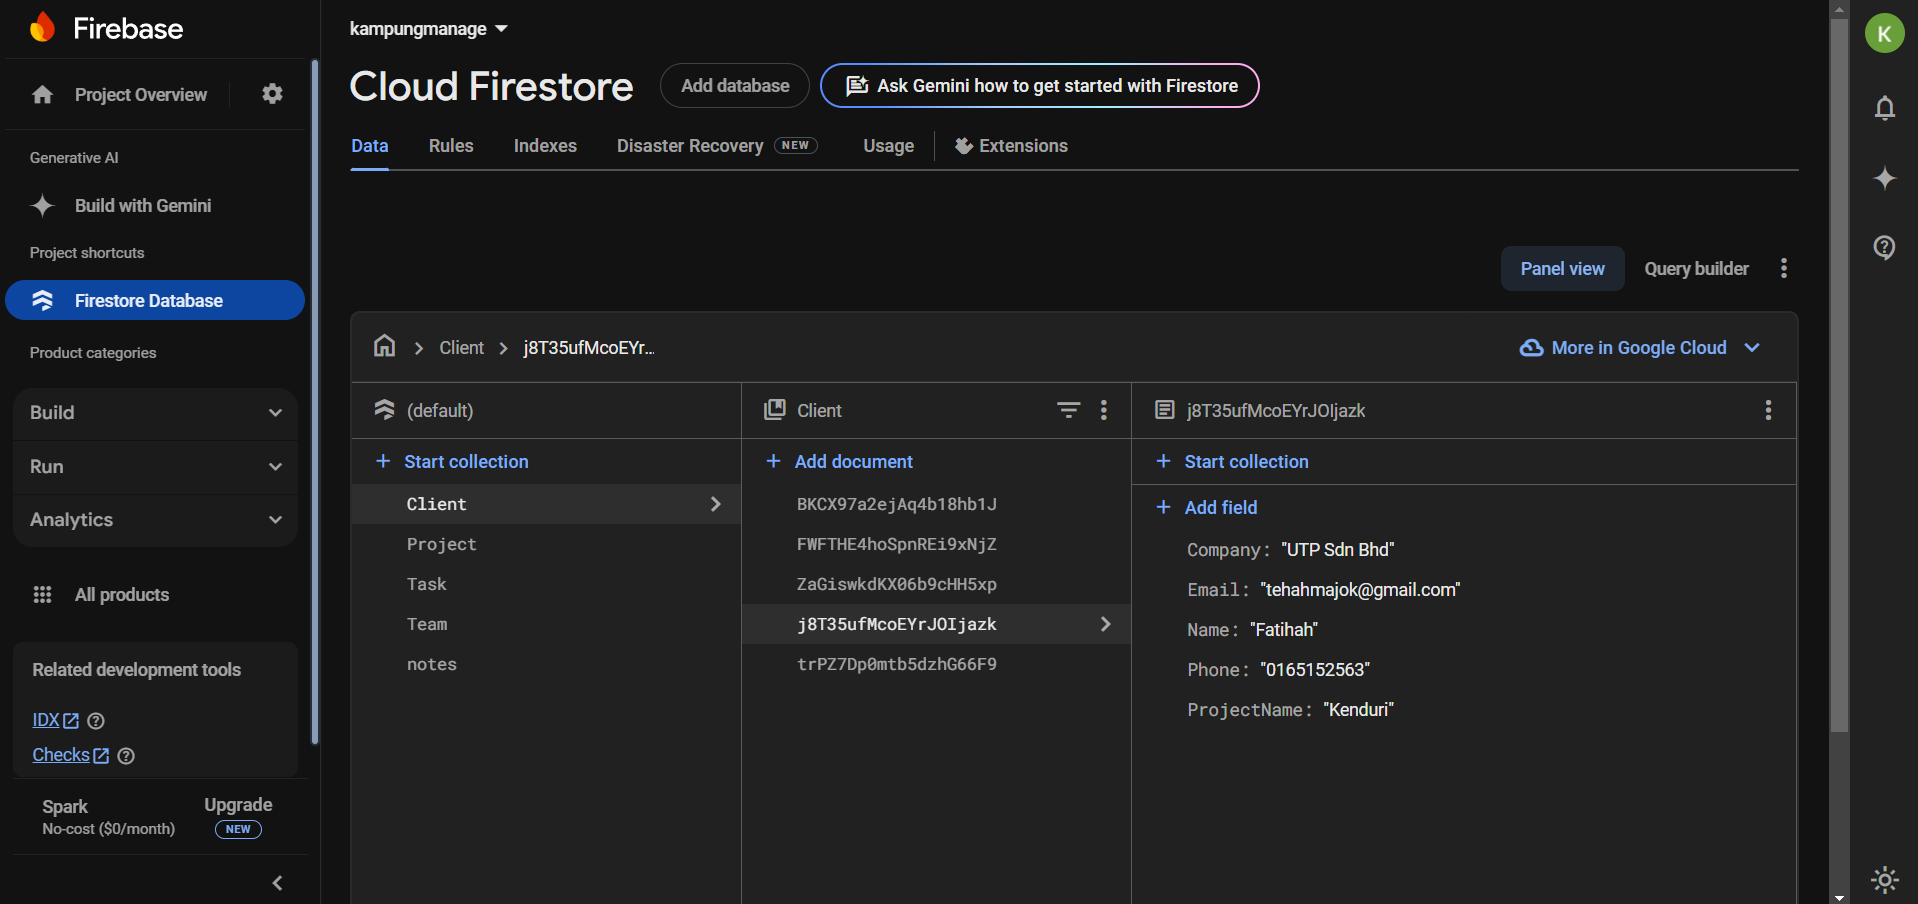 Firebase
Project Overview
Generative AI
Build with Gemini
Project shortcuts
Firestore Database
Product categories
Build
Run
Analytics
All products
Related development tools
IDX
Checks
Spark
No-cost ($0/month)
Upgrade
NEW
kampungmanage
Cloud Firestore
Add database
Ask Gemini how to get started with Firestore
Data
Rules
Indexes
Disaster Recovery NEW
Usage
Extensions
Panel view
Query builder
Client
j8T35ufMcoEYr...
More in Google Cloud
(default)
Start collection
Client
Project
Task
Team
notes
Client
Add document
BKCX97a2ejAq4b18hb1J
FWFTHE4hoSpnREi9xNjZ
ZaGiswkdKX06b9cHH5xp
j8T35ufMcoEYrJOIjazk
trPZ7Dp0mtb5dzhG66F9
j8T35ufMcoEYrJOIjazk
Start collection
Add field
Company: "UTP Sdn Bhd"
Email: "tehahmajok@gmail.com"
Name: "Fatihah"
Phone: "0165152563"
ProjectName: "Kenduri"
K